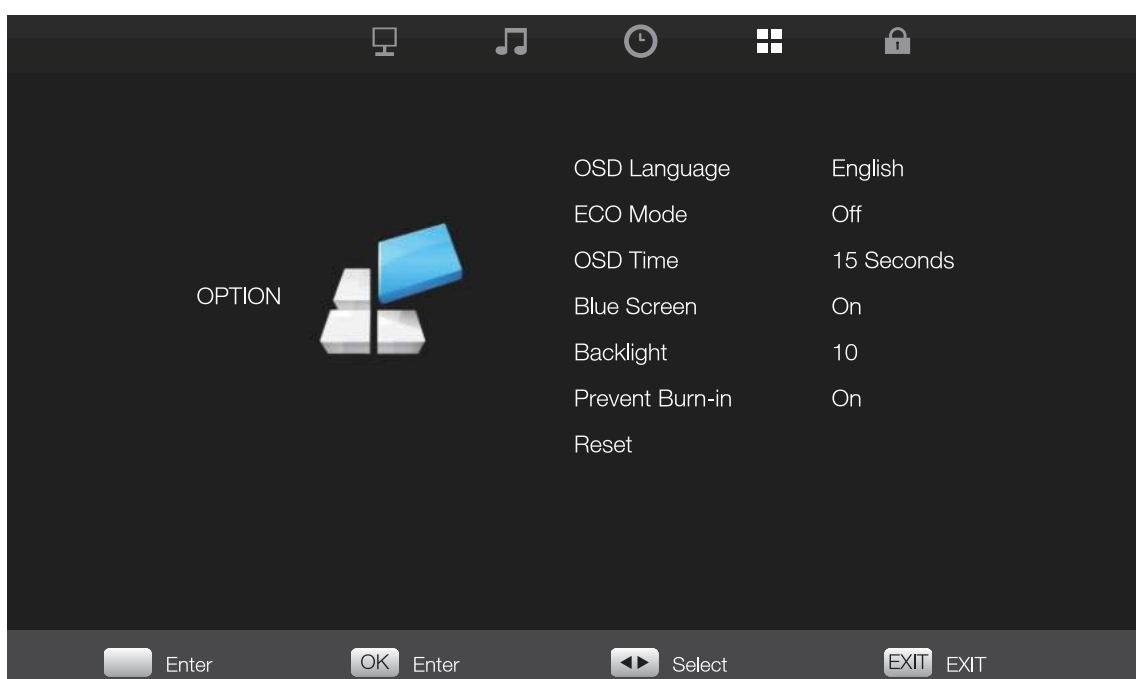 OPTION
OSD Language English
ECO Mode Off
OSD Time 15 Seconds
Blue Screen On
Backlight 10
Prevent Burn-in On
Reset
Enter OK Enter Select EXIT EXIT